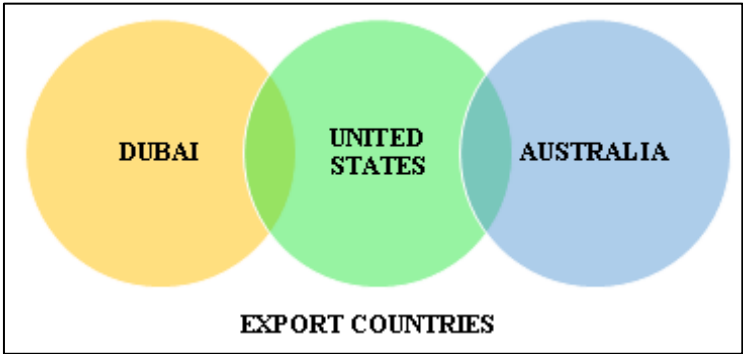 DUBAI
UNITED
STATES
AUSTRALIA
EXPORT COUNTRIES